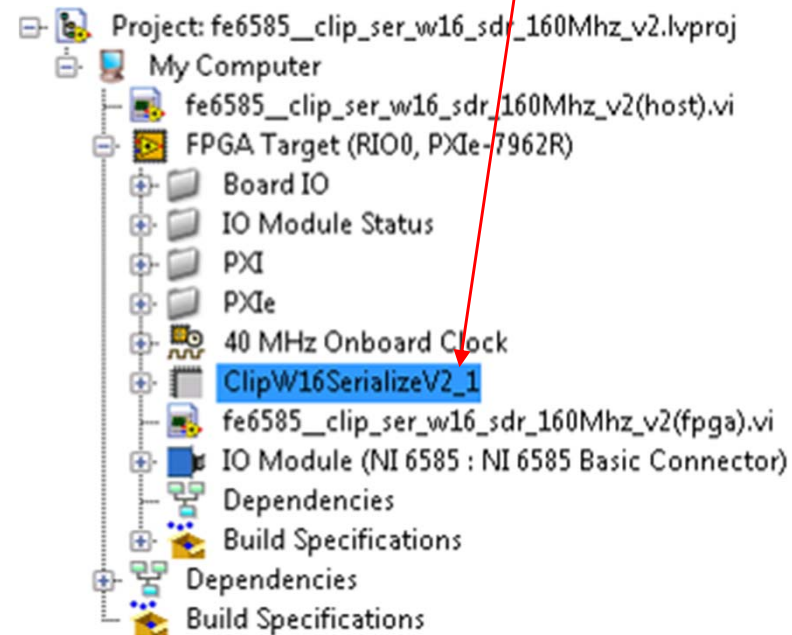 Project: fe6585__clip_ser_w16_sdr_160Mhz_v2.lvproj
My Computer
fe6585__clip_ser_w16_sdr_160Mhz_v2(host).vi
FPGA Target (RIO0, PXIe-7962R)
Board IO
IO Module Status
PXI
PXIe
40 MHz Onboard Clock
ClipW16SerializeV2_1
fe6585__clip_ser_w16_sdr_160Mhz_v2(fpga).vi
IO Module (NI 6585 : NI 6585 Basic Connector)
Dependencies
Build Specifications
Dependencies
Build Specifications